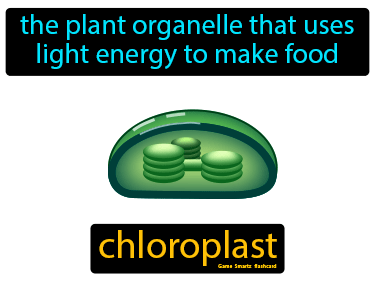 the plant organelle that uses
light energy to make food
chloroplast
Game Smartz flashcard